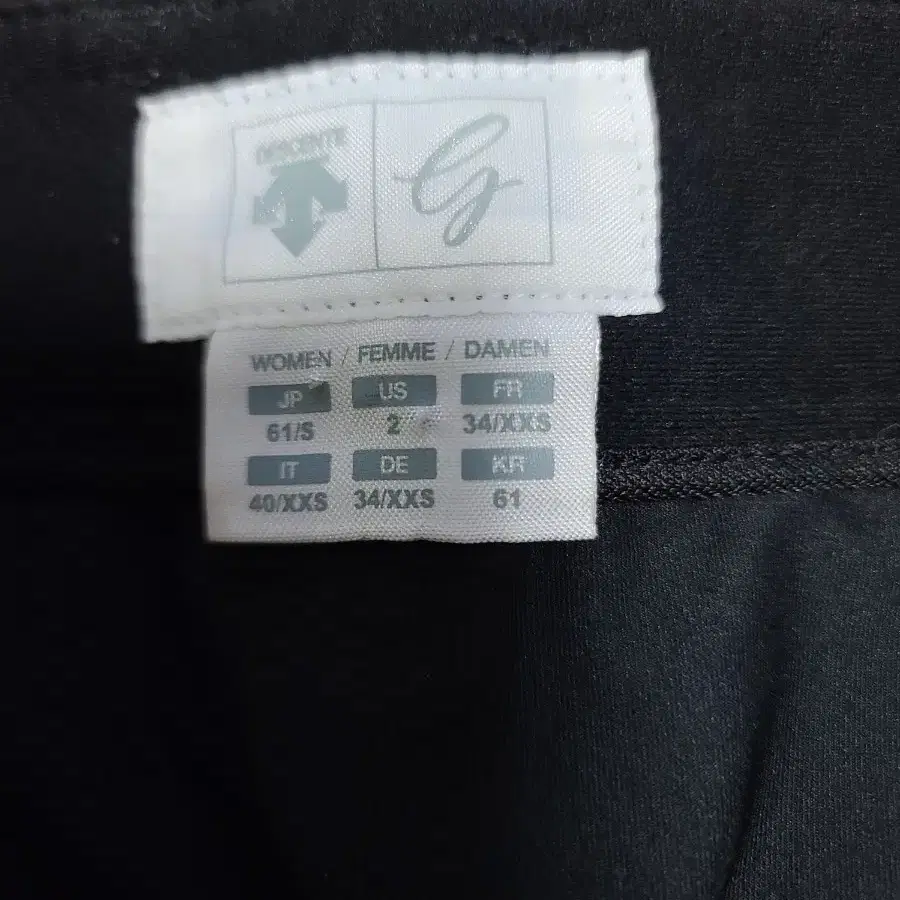 DESCENTE
G
WOMEN / FEMME / DAMEN
JP US FR
61/S 2 34/XXS
IT DE KR
40/XXS 34/XXS 61